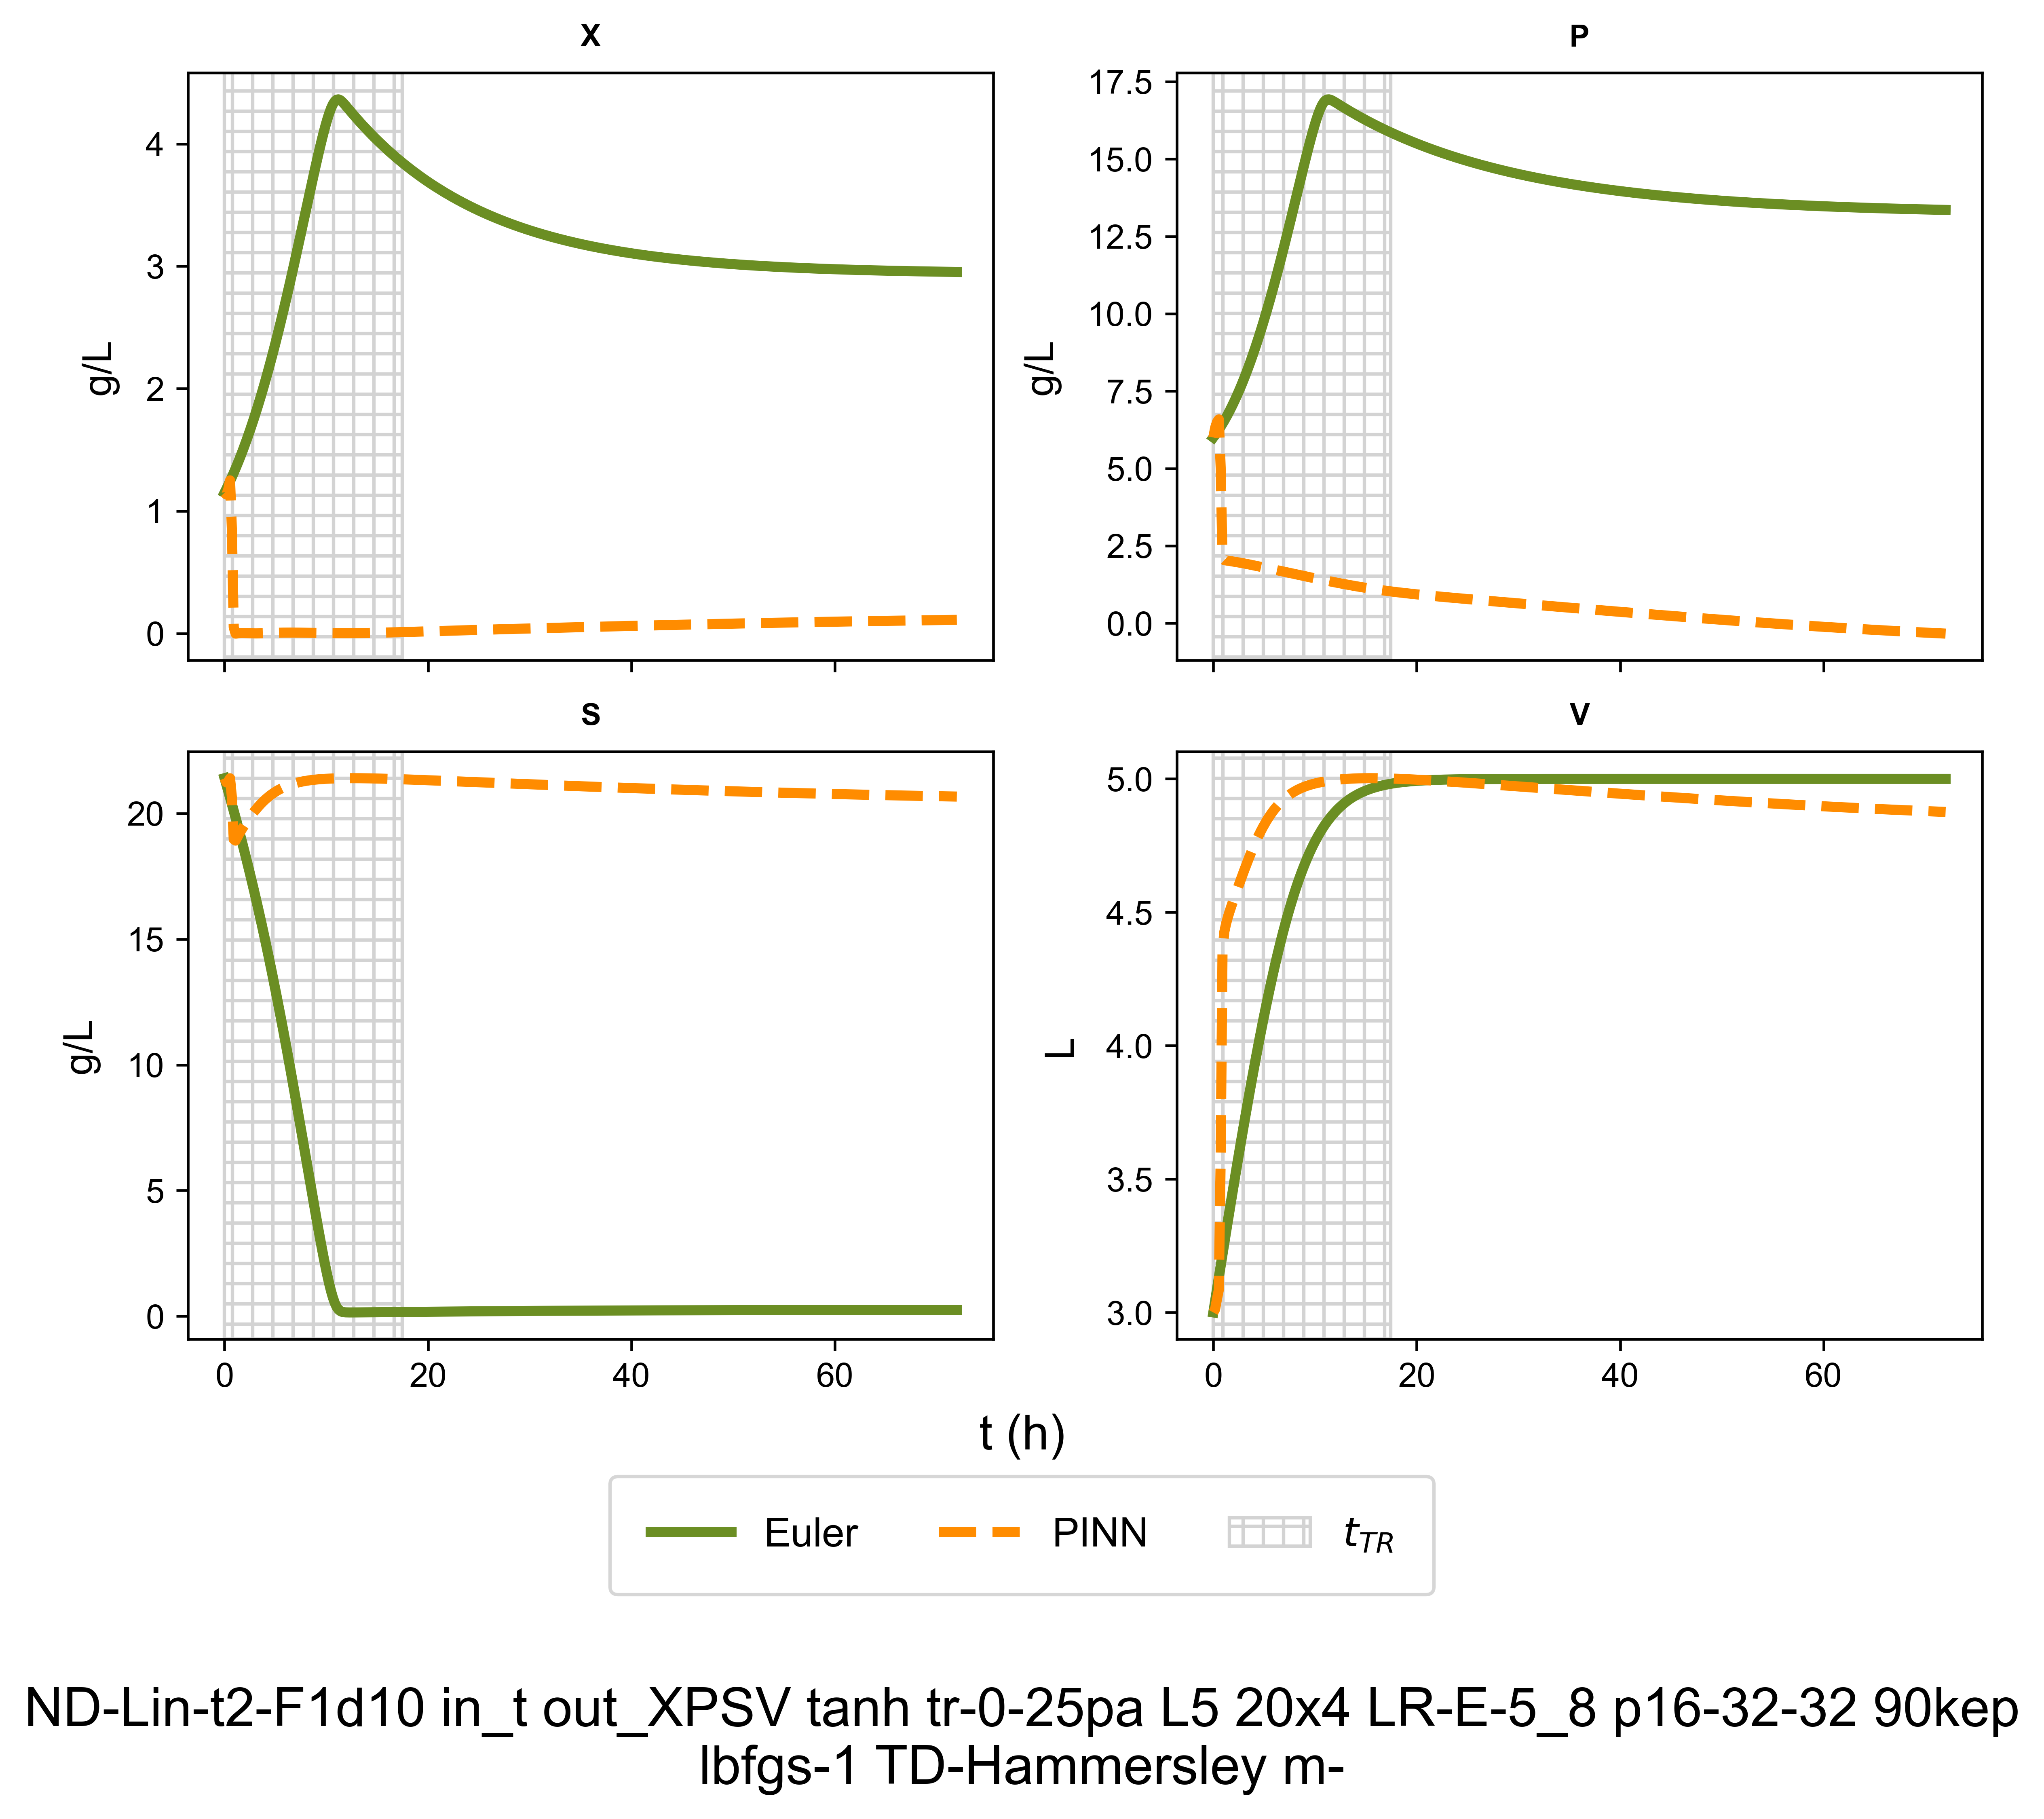 X
P
4
3
2
1
0
g/L
17.5
15.0
12.5
10.0
7.5
5.0
2.5
0.0
g/L
S
V
20
15
10
5
0
g/L
5.0
4.5
4.0
3.5
3.0
L
0 20 40 60
0 20 40 60
t (h)
Euler PINN t_TR
ND-Lin-t2-F1d10 in_t out_XPSV tanh tr-0-25pa L5 20x4 LR-E-5_8 p16-32-32 90kep
lbfgs-1 TD-Hammersley m-